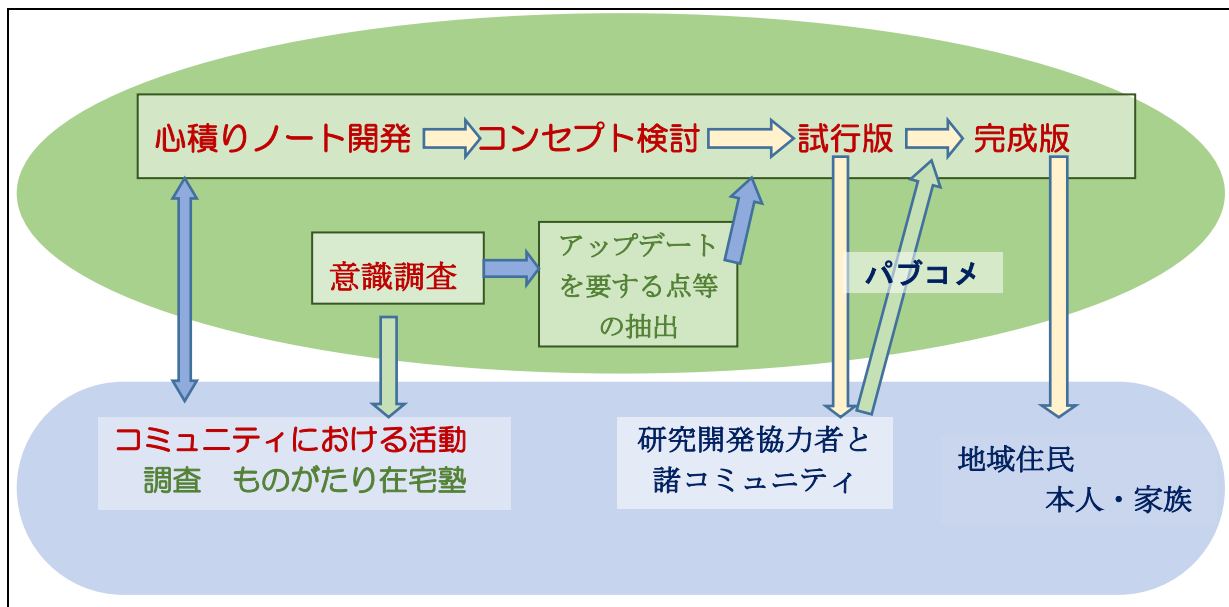 心積りノート開発 コンセプト検討 試行版 完成版
意識調査
アップデート
を要する点等
の抽出
パブコメ
コミュニティにおける活動
調査 ものがたり在宅塾
研究開発協力者と
諸コミュニティ
地域住民
本人・家族